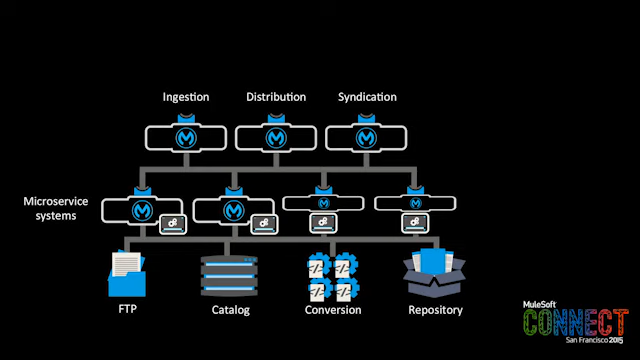 Ingestion
Distribution
Syndication
Microservice
systems
FTP
Catalog
Conversion
Repository
MuleSoft
CONNECT
San Francisco 2015